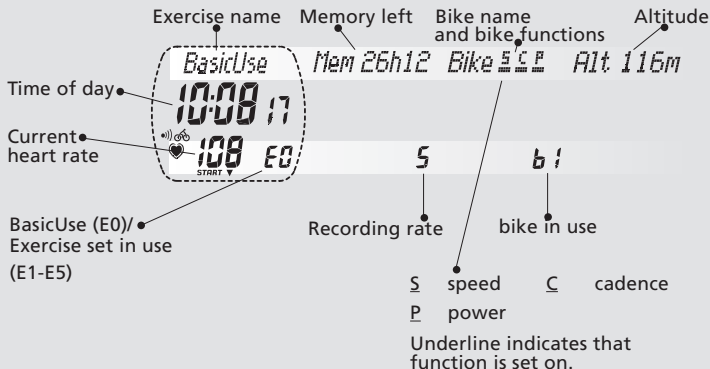 Exercise name Memory left Bike name and bike functions Altitude
BasicUse Mem 26h12 Bike S C P Alt 116m
Time of day
10:08 17
Current heart rate
108 E0 5 b1
START
BasicUse (E0)/
Exercise set in use
(E1-E5)
Recording rate
bike in use
S speed C cadence
P power
Underline indicates that
function is set on.